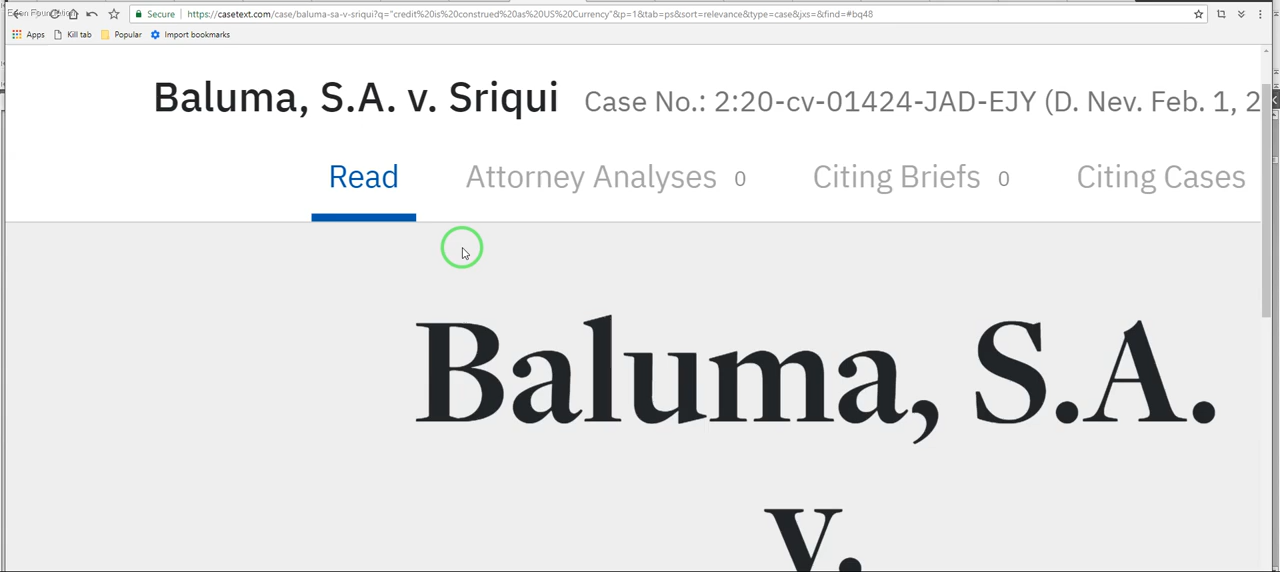 Secure https://casetext.com/case/baluma-sa-v-sriqui?q="credit%20is%20construed%20as%20US%20Currency"&p=1&tab=ps&sort=relevance&type=case&jxs=&find=#bq48
Apps Kill tab Popular Import bookmarks
Baluma, S.A. v. Sriqui Case No.: 2:20-cv-01424-JAD-EJY (D. Nev. Feb. 1, 2
Read Attorney Analyses 0 Citing Briefs 0 Citing Cases
Baluma, S.A.
v.